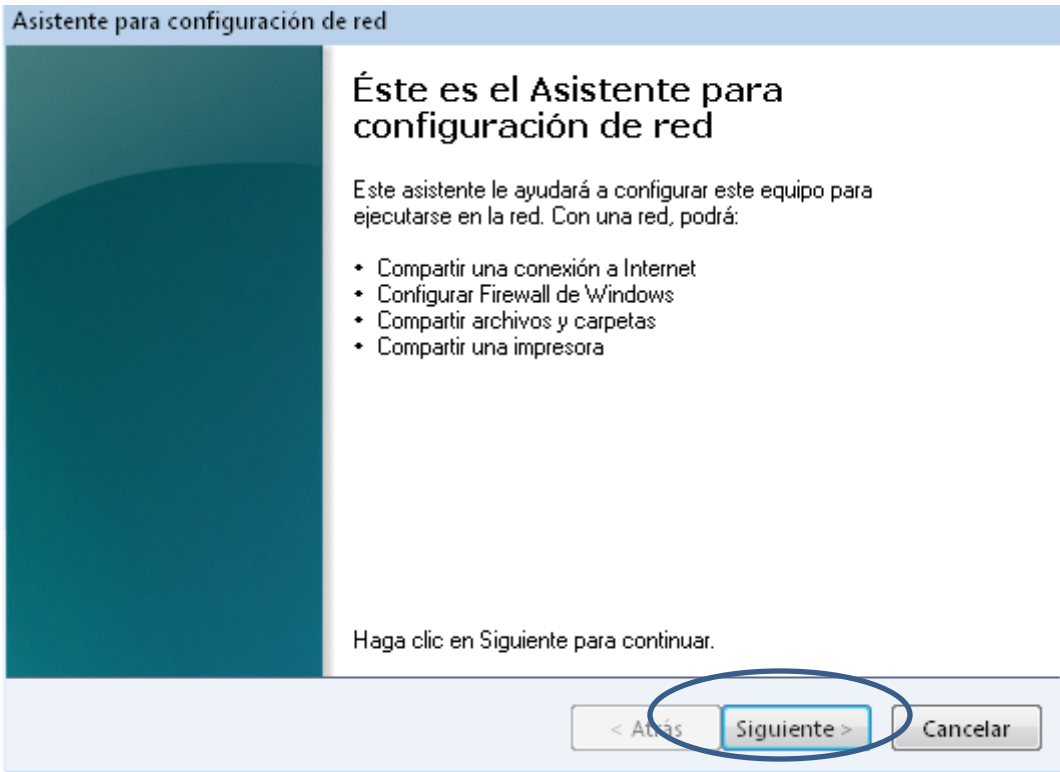 Asistente para configuración de red
Éste es el Asistente para
configuración de red
Este asistente le ayudará a configurar este equipo para
ejecutarse en la red. Con una red, podrá:
• Compartir una conexión a Internet
• Configurar Firewall de Windows
• Compartir archivos y carpetas
• Compartir una impresora
Haga clic en Siguiente para continuar.
< Atrás Siguiente > Cancelar